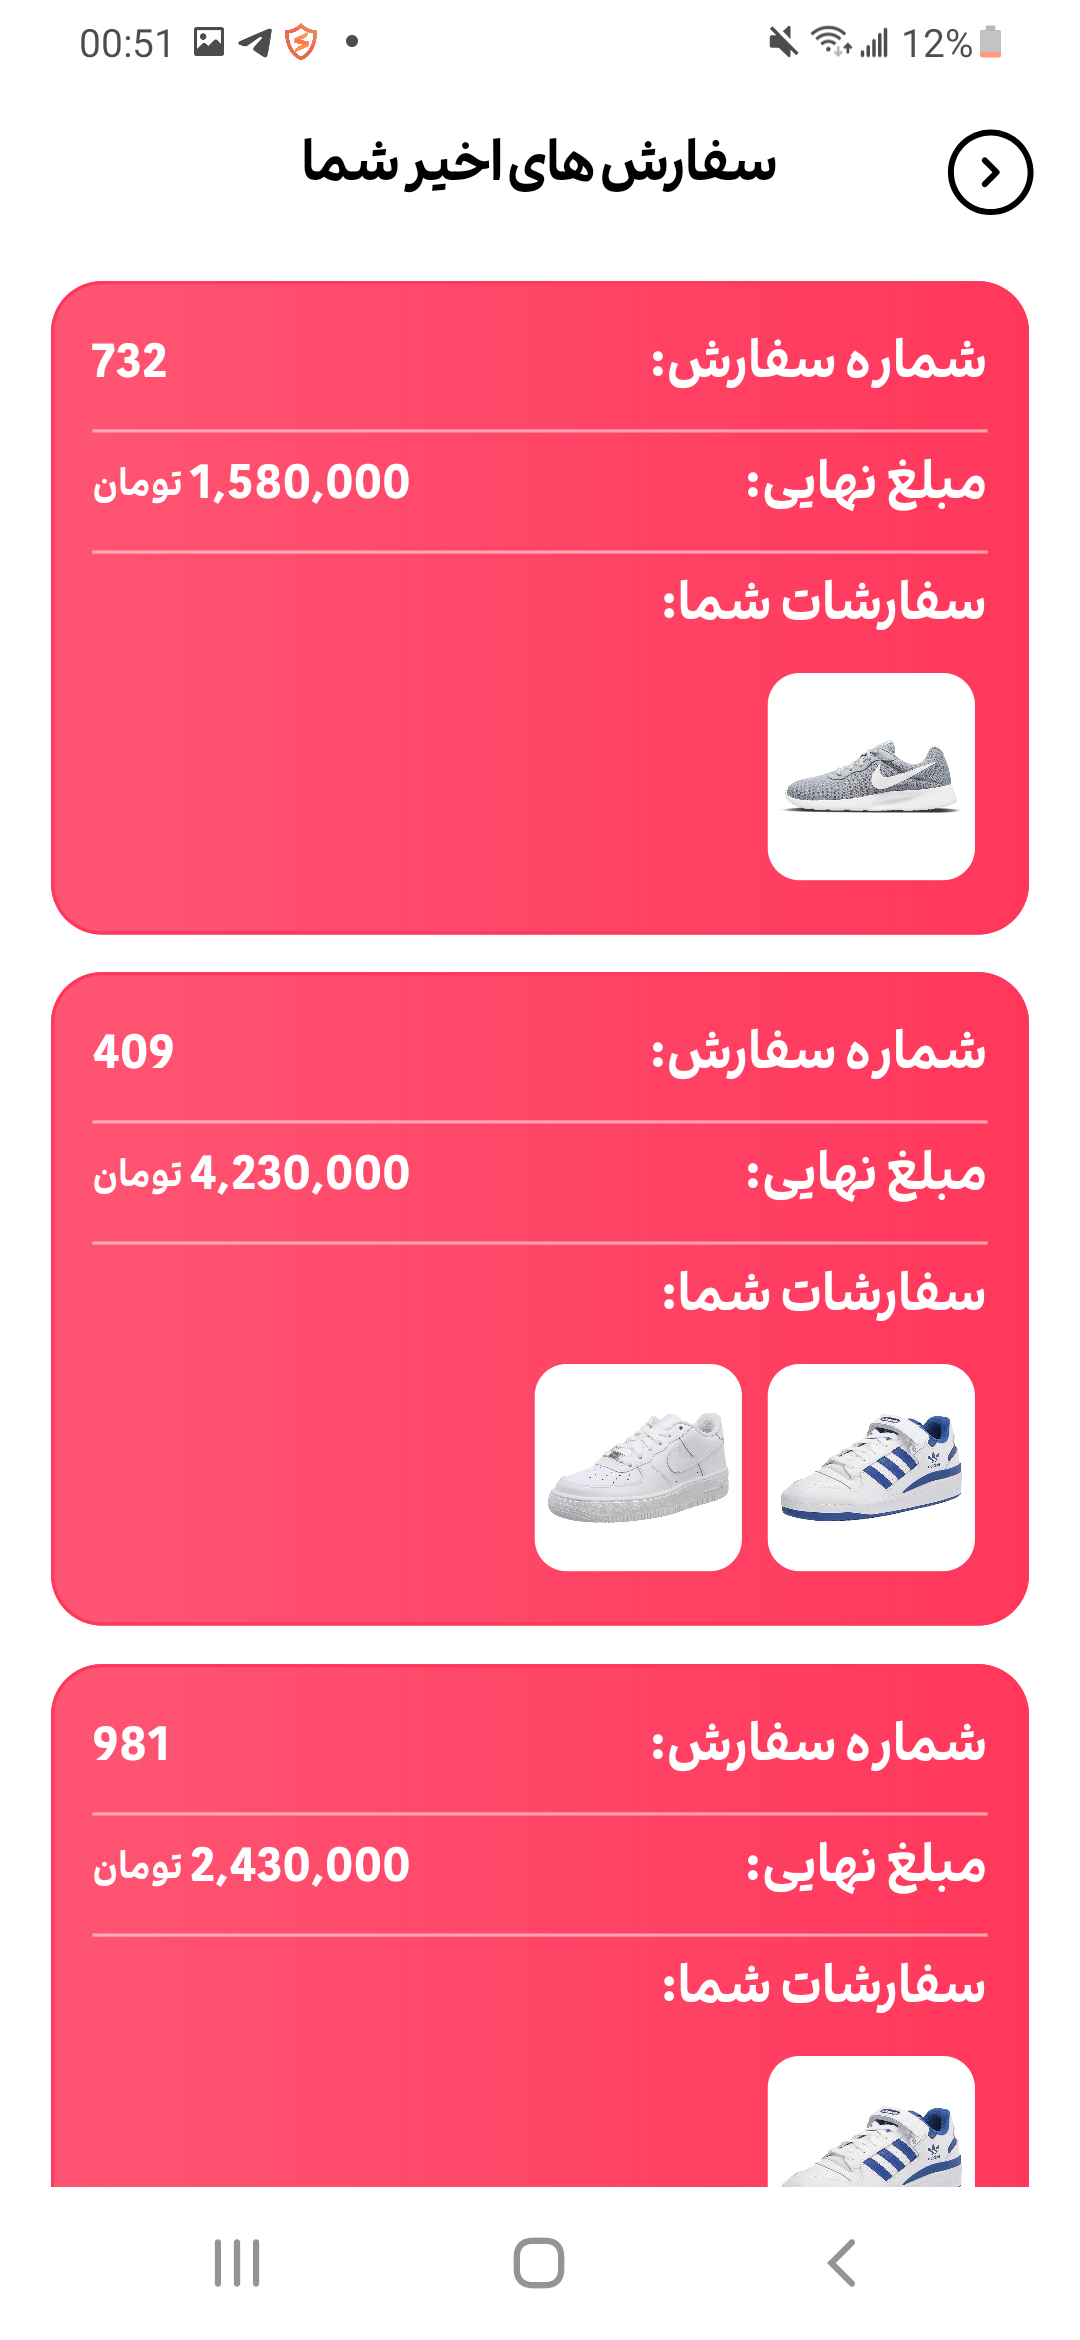 00:51
12%
سفارش های اخیر شما
شماره سفارش: 732
مبلغ نهایی: 1,580,000 تومان
سفارشات شما:
شماره سفارش: 409
مبلغ نهایی: 4,230,000 تومان
سفارشات شما:
شماره سفارش: 981
مبلغ نهایی: 2,430,000 تومان
سفارشات شما: